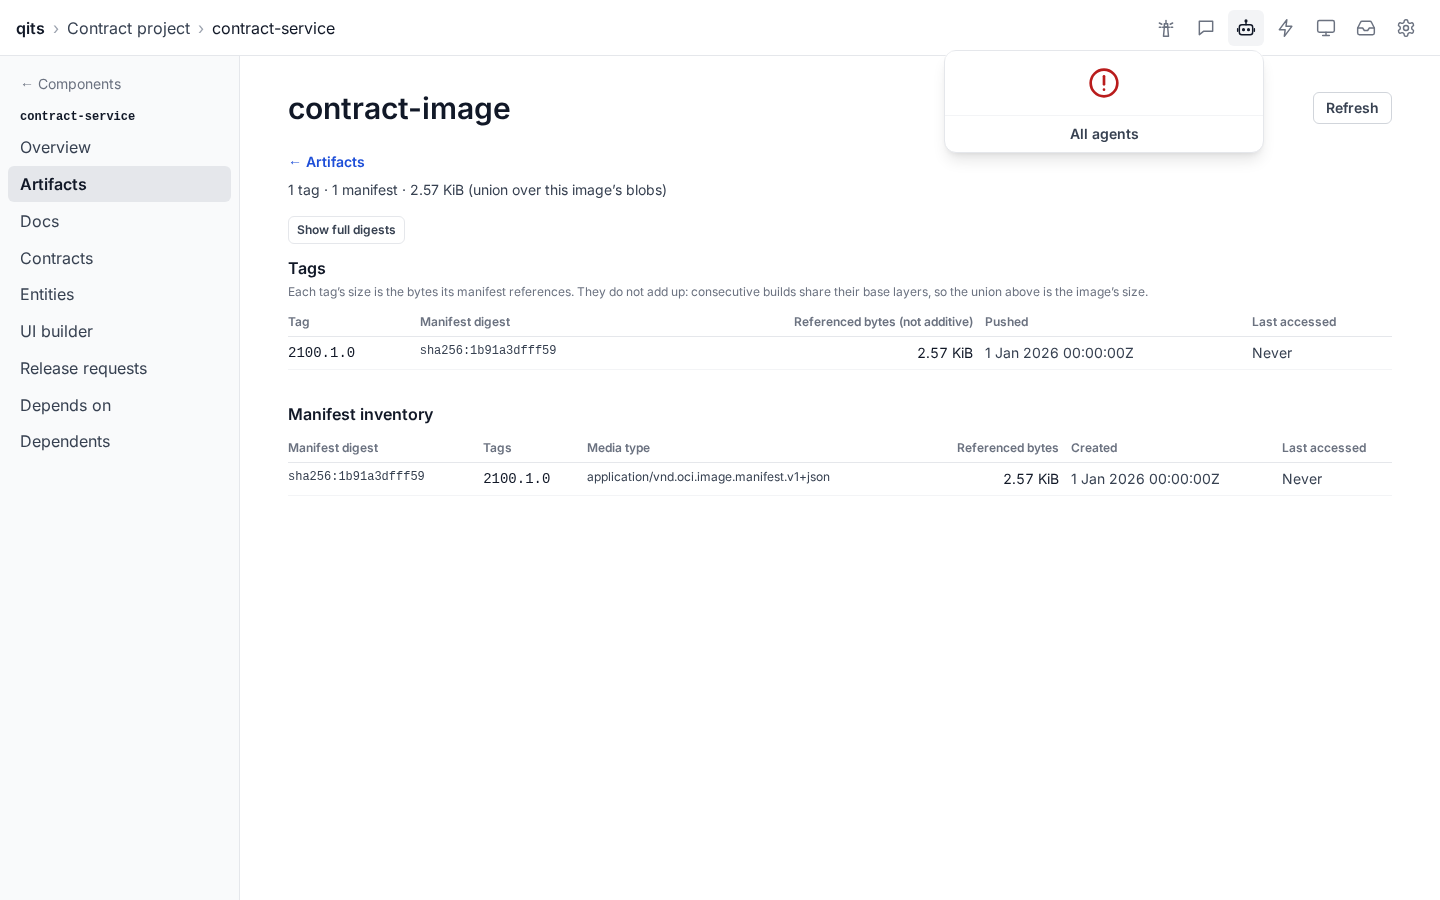 qits › Contract project › contract-service
← Components
contract-service
Overview
Artifacts
Docs
Contracts
Entities
UI builder
Release requests
Depends on
Dependents
All agents
contract-image
Refresh
← Artifacts
1 tag · 1 manifest · 2.57 KiB (union over this image’s blobs)
Show full digests
Tags
Each tag’s size is the bytes its manifest references. They do not add up: consecutive builds share their base layers, so the union above is the image’s size.
Tag Manifest digest Referenced bytes (not additive) Pushed Last accessed
2100.1.0 sha256:1b91a3dfff59 2.57 KiB 1 Jan 2026 00:00:00Z Never
Manifest inventory
Manifest digest Tags Media type Referenced bytes Created Last accessed
sha256:1b91a3dfff59 2100.1.0 application/vnd.oci.image.manifest.v1+json 2.57 KiB 1 Jan 2026 00:00:00Z Never